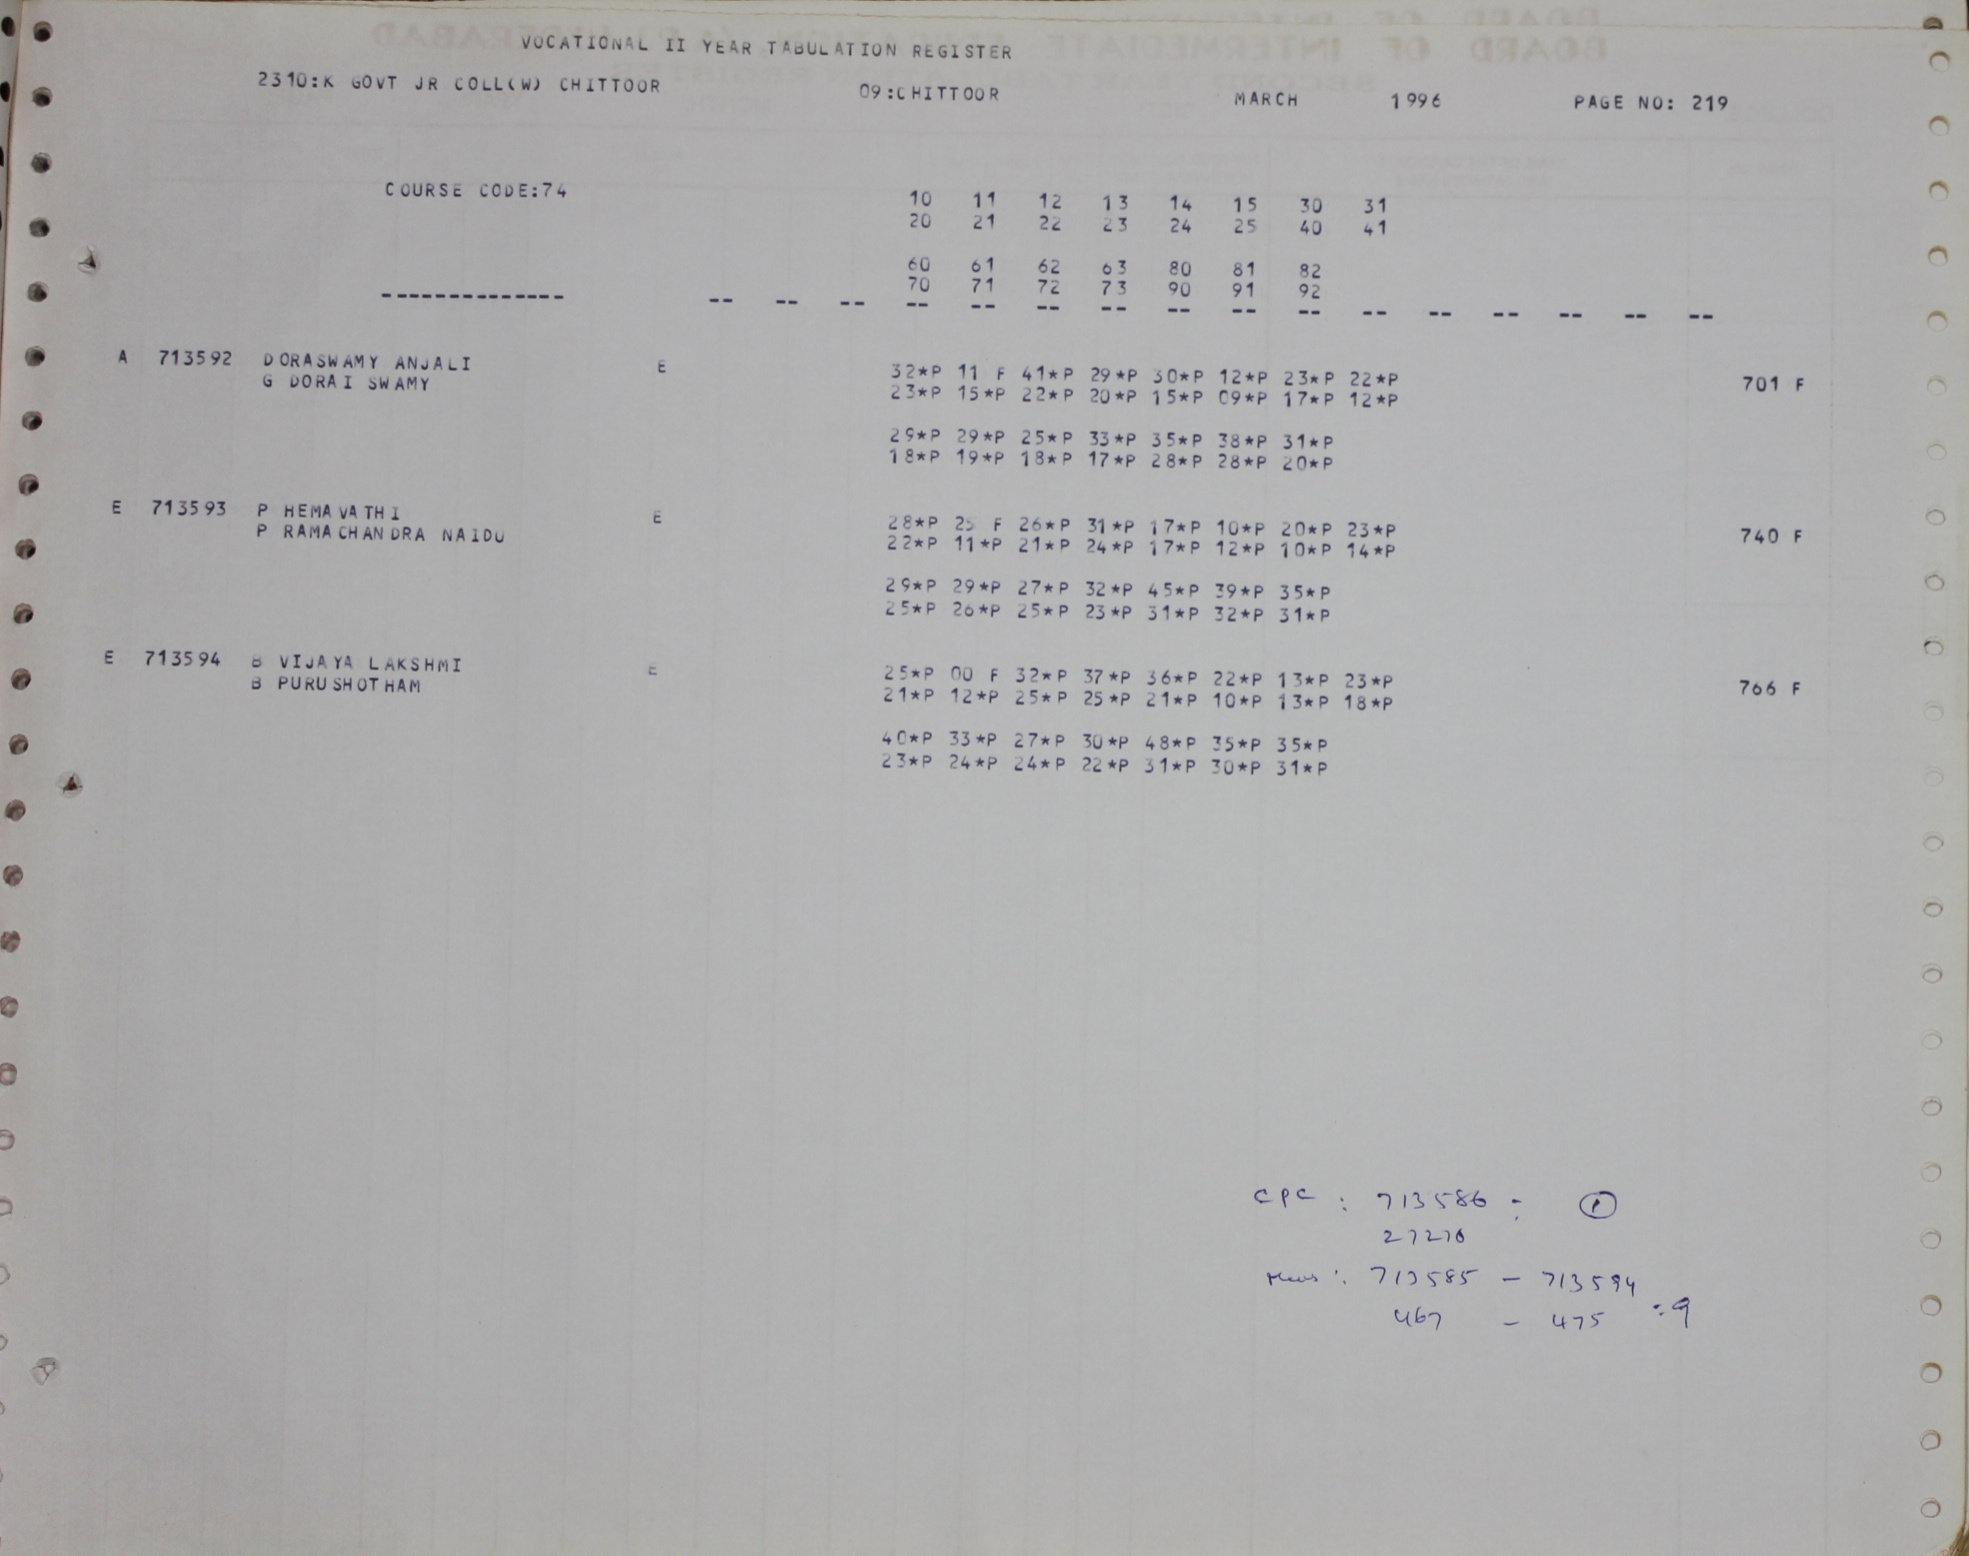 VOCATIONAL II YEAR TABULATION REGISTER
2310:K GOVT JR COLL(W) CHITTOOR 09:CHITTOOR MARCH 1996 PAGE NO: 219
COURSE CODE:74 10 11 12 13 14 15 30 31
20 21 22 23 24 25 40 41
60 61 62 63 80 81 82
70 71 72 73 90 91 92
-------------- -- -- -- -- -- -- -- -- -- -- -- -- -- -- -- --
A 713592 DORASWAMY ANJALI E 32*P 11 F 41*P 29*P 30*P 12*P 23*P 22*P 701 F
G DORAI SWAMY 23*P 15*P 22*P 20*P 15*P 09*P 17*P 12*P
29*P 29*P 25*P 33*P 35*P 38*P 31*P
18*P 19*P 18*P 17*P 28*P 28*P 20*P
E 713593 P HEMAVATHI E 28*P 25 F 26*P 31*P 17*P 10*P 20*P 23*P 740 F
P RAMACHANDRA NAIDU 22*P 11*P 21*P 24*P 17*P 12*P 10*P 14*P
29*P 29*P 27*P 32*P 45*P 39*P 35*P
25*P 26*P 25*P 23*P 31*P 32*P 31*P
E 713594 B VIJAYA LAKSHMI E 25*P 00 F 32*P 37*P 36*P 22*P 13*P 23*P 766 F
B PURUSHOTHAM 21*P 12*P 25*P 25*P 21*P 10*P 13*P 18*P
40*P 33*P 27*P 30*P 48*P 35*P 35*P
23*P 24*P 24*P 22*P 31*P 30*P 31*P
CPC : 713586 : 1
27270
713585 - 713594
467 - 475 : 9